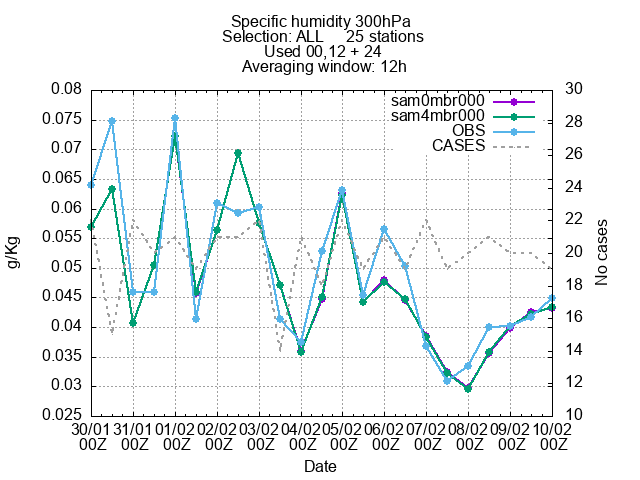 Specific humidity 300hPa
Selection: ALL 25 stations
Used 00,12 + 24
Averaging window: 12h
sam0mbr000
sam4mbr000
OBS
CASES
0.08
0.075
0.07
0.065
0.06
0.055
0.05
0.045
0.04
0.035
0.03
0.025
g/Kg
30
28
26
24
22
20
18
16
14
12
10
No cases
30/01 31/01 01/02 02/02 03/02 04/02 05/02 06/02 07/02 08/02 09/02 10/02
00Z 00Z 00Z 00Z 00Z 00Z 00Z 00Z 00Z 00Z 00Z 00Z
Date